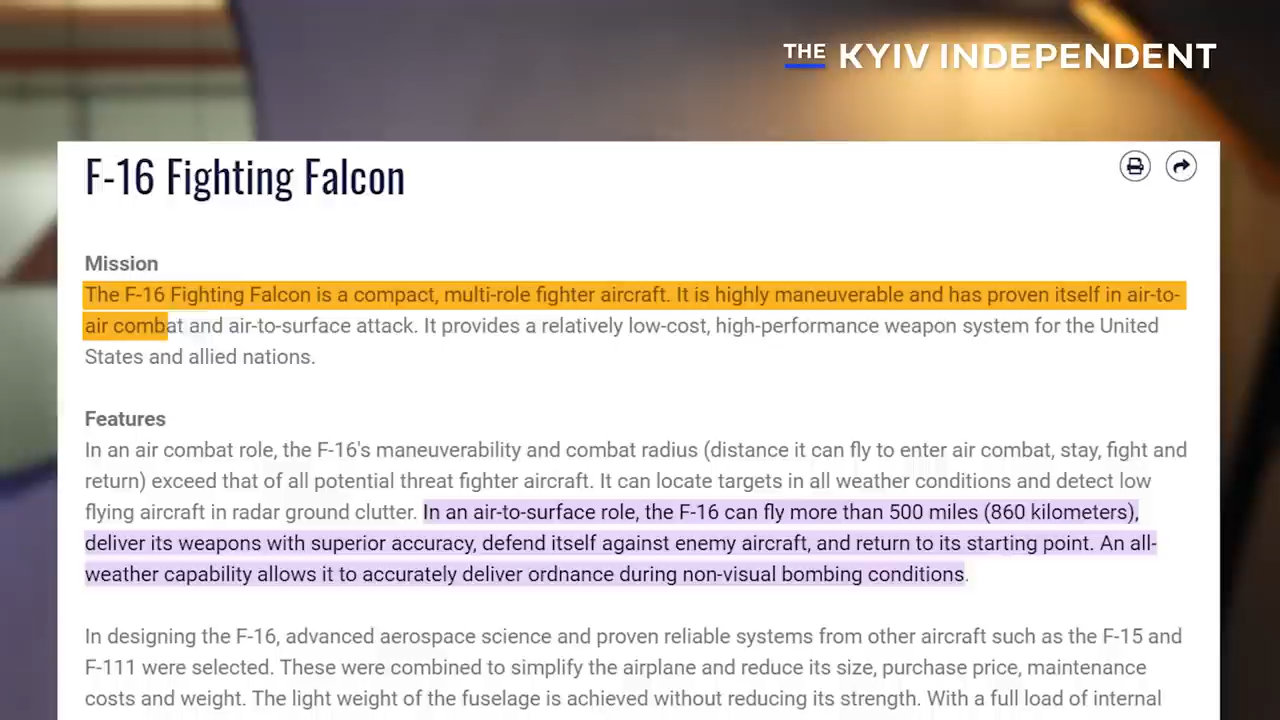 THE KYIV INDEPENDENT
F-16 Fighting Falcon
Mission
The F-16 Fighting Falcon is a compact, multi-role fighter aircraft. It is highly maneuverable and has proven itself in air-to-
air combat and air-to-surface attack. It provides a relatively low-cost, high-performance weapon system for the United
States and allied nations.
Features
In an air combat role, the F-16's maneuverability and combat radius (distance it can fly to enter air combat, stay, fight and
return) exceed that of all potential threat fighter aircraft. It can locate targets in all weather conditions and detect low
flying aircraft in radar ground clutter. In an air-to-surface role, the F-16 can fly more than 500 miles (860 kilometers),
deliver its weapons with superior accuracy, defend itself against enemy aircraft, and return to its starting point. An all-
weather capability allows it to accurately deliver ordnance during non-visual bombing conditions.
In designing the F-16, advanced aerospace science and proven reliable systems from other aircraft such as the F-15 and
F-111 were selected. These were combined to simplify the airplane and reduce its size, purchase price, maintenance
costs and weight. The light weight of the fuselage is achieved without reducing its strength. With a full load of internal